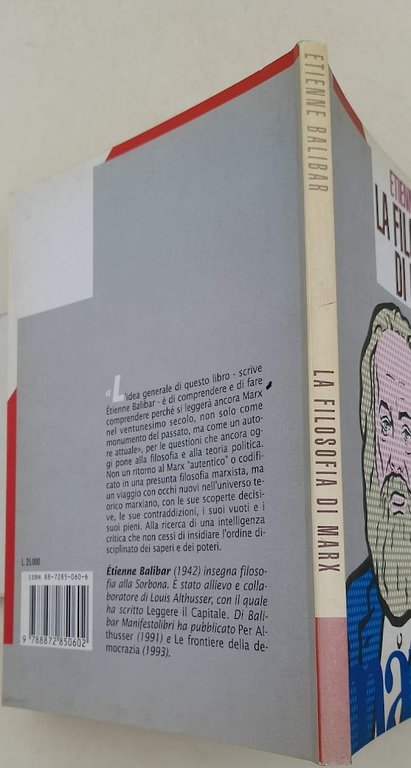 ETIENNE BALIBAR
LA FILOSOFIA DI MARX
ETIENN
LA FIL
DI
«L'idea generale di questo libro - scrive
Étienne Balibar - è di comprendere e di fare
comprendere perché si leggerà ancora Marx
nel ventunesimo secolo, non solo come
monumento del passato, ma come un auto-
re attuale», per le questioni che ancora og-
gi pone alla filosofia e alla teoria politica.
Non un ritorno al Marx "autentico" o codifi-
cato in una presunta filosofia marxista, ma
un viaggio con occhi nuovi nell'universo teo-
rico marxiano, con le sue scoperte decisi-
ve, le sue contraddizioni, i suoi vuoti e i
suoi pieni. Alla ricerca di una intelligenza
critica che non cessi di insidiare l'ordine di-
sciplinato dei saperi e dei poteri.
Étienne Balibar (1942) insegna filoso-
fia alla Sorbona. È stato allievo e collabo-
ratore di Louis Althusser, con il quale
ha scritto Leggere il Capitale. Di Bali-
bar Manifestolibri ha pubblicato Per Al-
thusser (1991) e Le frontiere della de-
mocrazia (1993).
L. 25.000
ISBN 88-7285-060-6
9 788872 850602